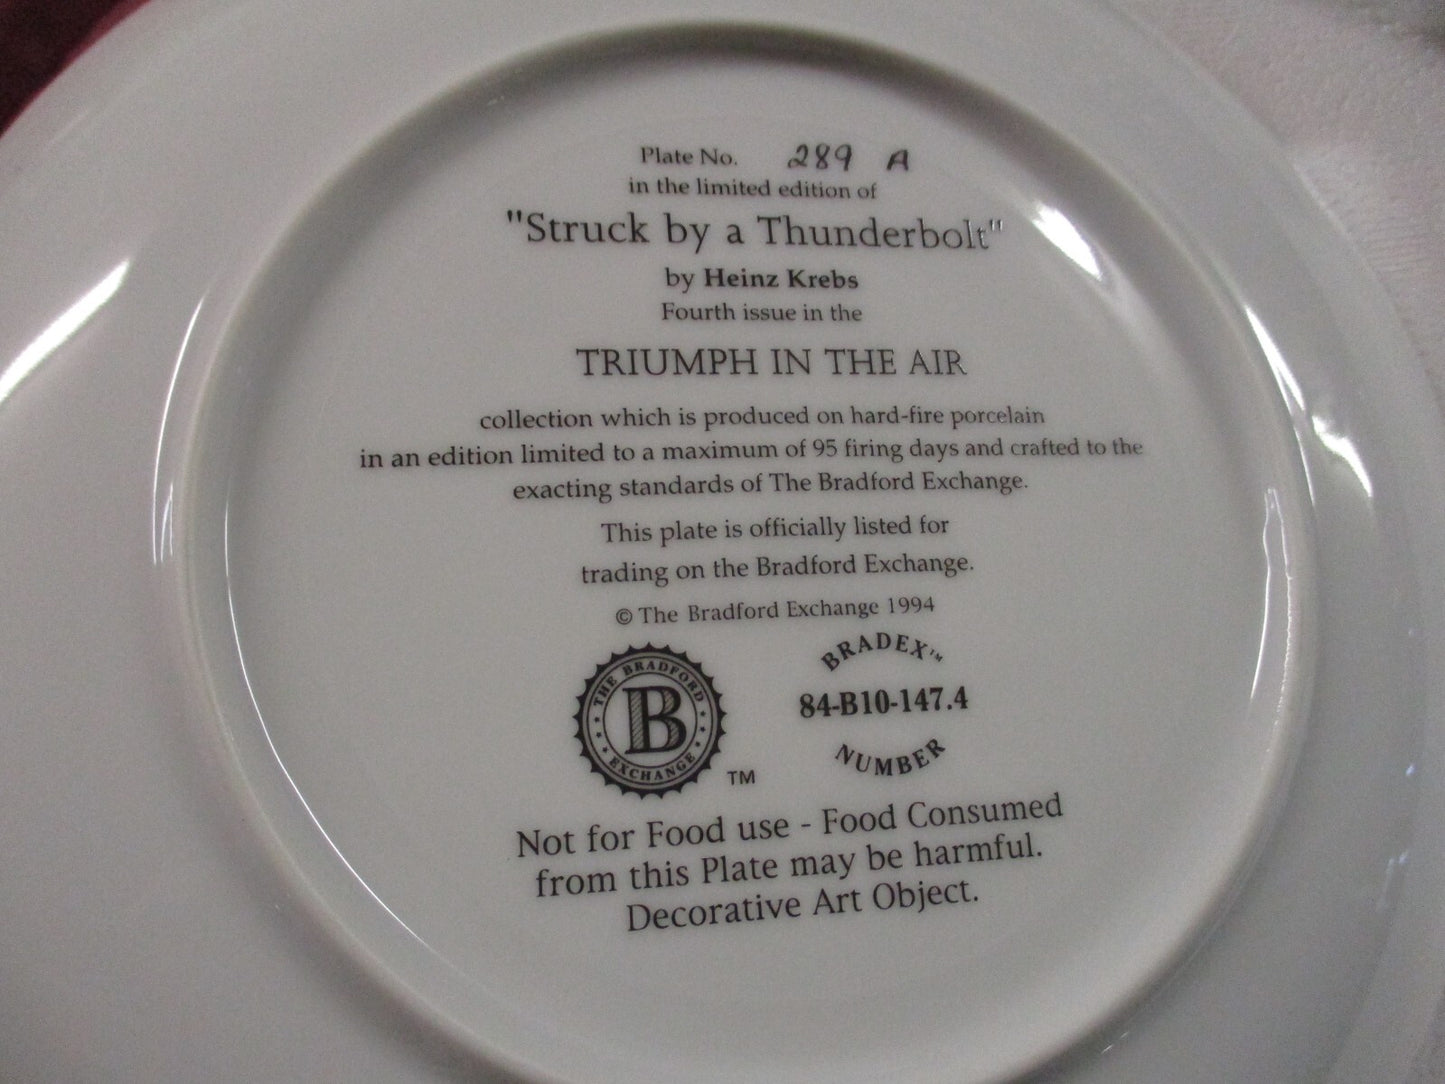 Plate No. 289 A
in the limited edition of
"Struck by a Thunderbolt"
by Heinz Krebs
Fourth issue in the
TRIUMPH IN THE AIR
collection which is produced on hard-fire porcelain
in an edition limited to a maximum of 95 firing days and crafted to the
exacting standards of The Bradford Exchange.
This plate is officially listed for
trading on the Bradford Exchange.
© The Bradford Exchange 1994
THE BRADFORD
B
EXCHANGE
TM
BRADEX™
84-B10-147.4
NUMBER
Not for Food use - Food Consumed
from this Plate may be harmful.
Decorative Art Object.